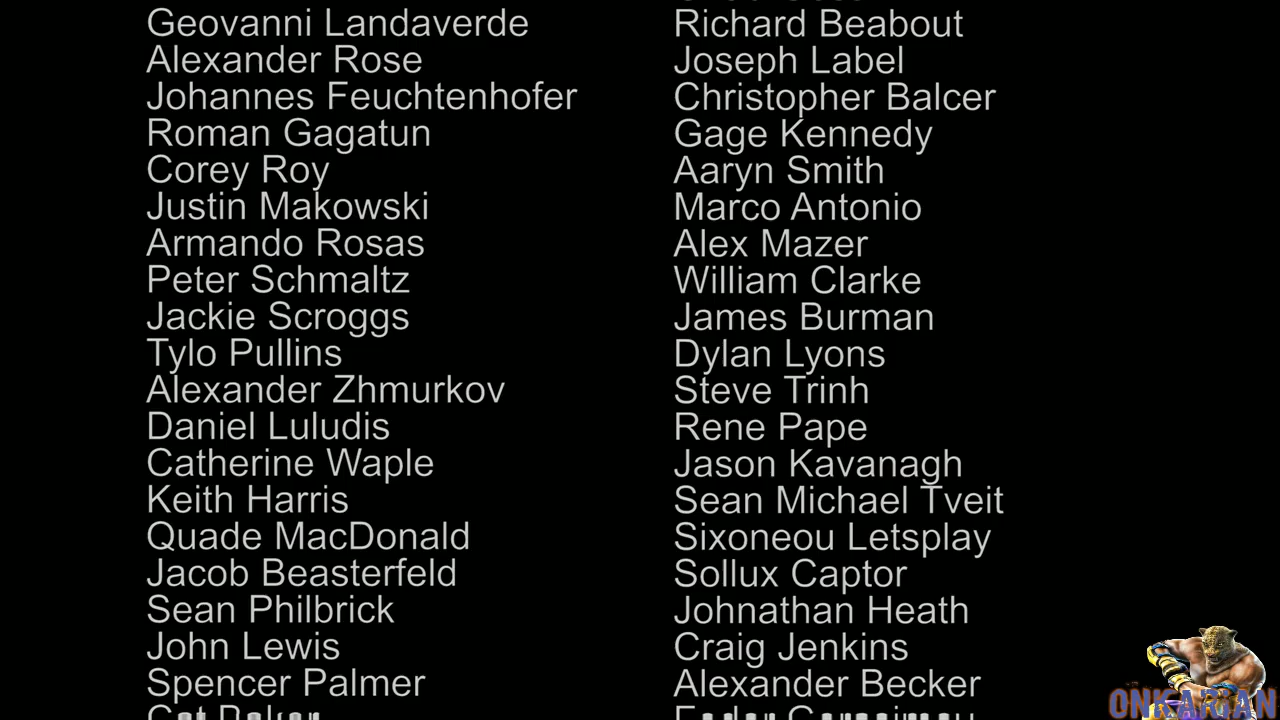 Geovanni Landaverde
Alexander Rose
Johannes Feuchtenhofer
Roman Gagatun
Corey Roy
Justin Makowski
Armando Rosas
Peter Schmaltz
Jackie Scroggs
Tylo Pullins
Alexander Zhmurkov
Daniel Luludis
Catherine Waple
Keith Harris
Quade MacDonald
Jacob Beasterfeld
Sean Philbrick
John Lewis
Spencer Palmer
Richard Beabout
Joseph Label
Christopher Balcer
Gage Kennedy
Aaryn Smith
Marco Antonio
Alex Mazer
William Clarke
James Burman
Dylan Lyons
Steve Trinh
Rene Pape
Jason Kavanagh
Sean Michael Tveit
Sixoneou Letsplay
Sollux Captor
Johnathan Heath
Craig Jenkins
Alexander Becker
ONKARIAN